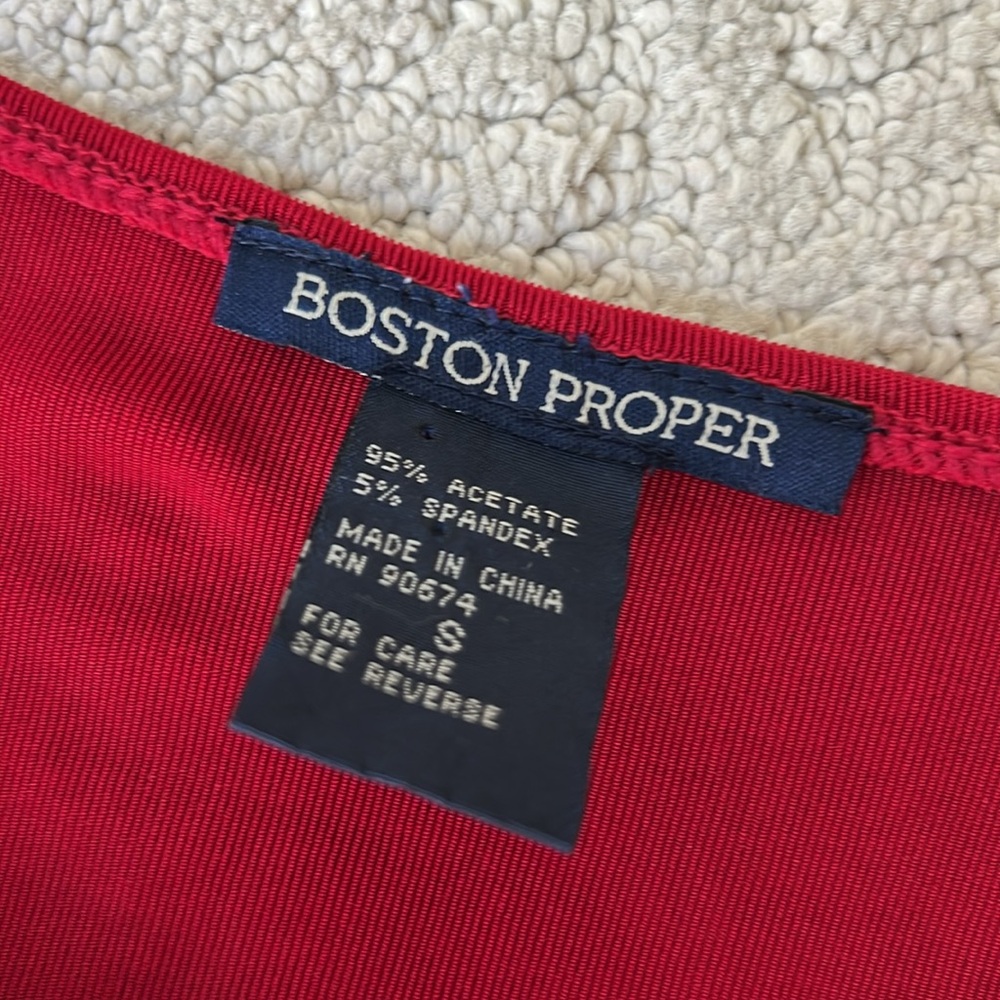 BOSTON PROPER
95% ACETATE
5% SPANDEX
MADE IN CHINA
RN 90674
S
FOR CARE
SEE REVERSE